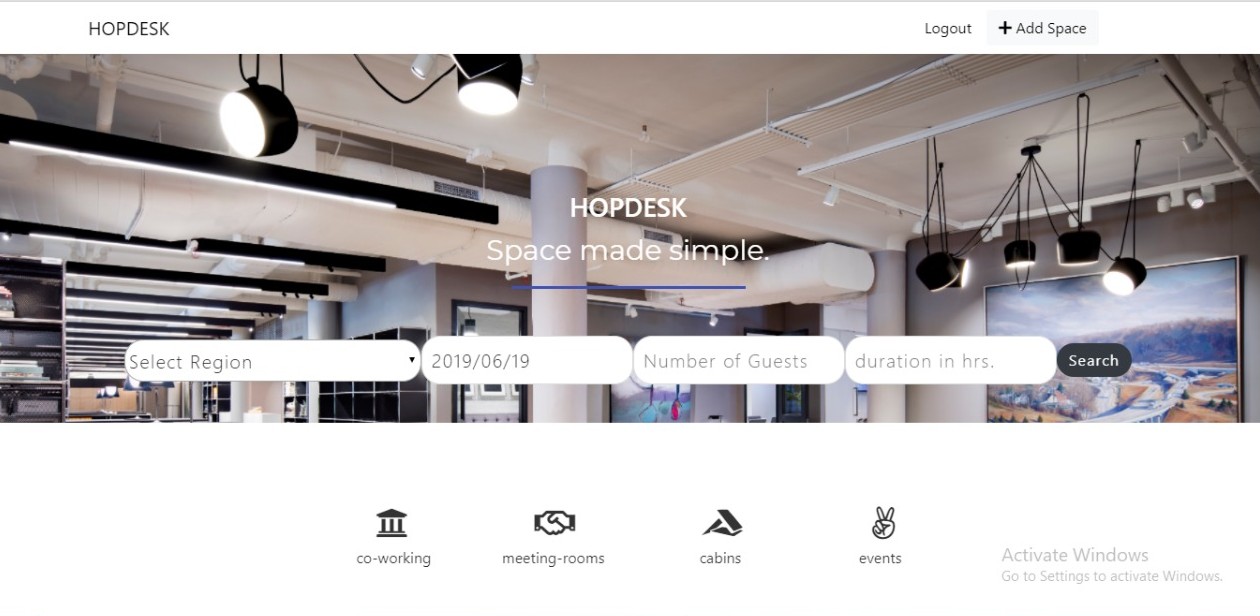 HOPDESK
Logout
Add Space
HOPDESK
Space made simple.
Select Region
2019/06/19
Number of Guests
duration in hrs.
Search
co-working
meeting-rooms
cabins
events
Activate Windows
Go to Settings to activate Windows.